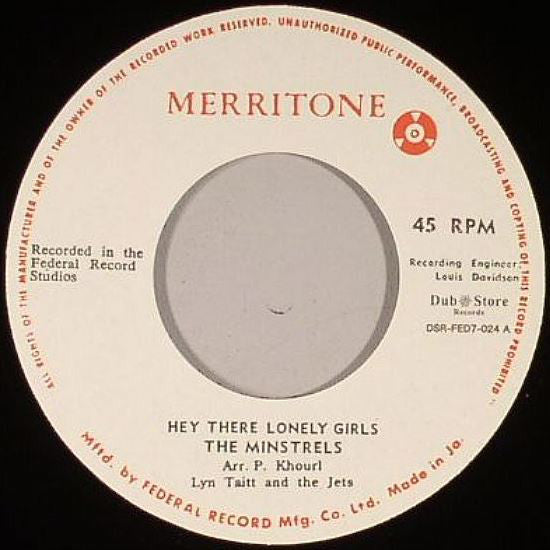 ALL RIGHTS OF THE MANUFACTURER AND OF THE OWNER OF THE RECORDED WORK RESERVED. UNAUTHORIZED PUBLIC PERFORMANCE, BROADCASTING AND COPYING OF THIS RECORD PROHIBITED
MERRITONE
45 RPM
Recorded in the
Federal Record
Studios
Recording Engineer:
Louis Davidson
Dub Store
Records
DSR-FED7-024 A
HEY THERE LONELY GIRLS
THE MINSTRELS
Arr. P. Khourl
Lyn Taitt and the Jets
Mftd. by FEDERAL RECORD Mfg. Co. Ltd. Made in Ja.